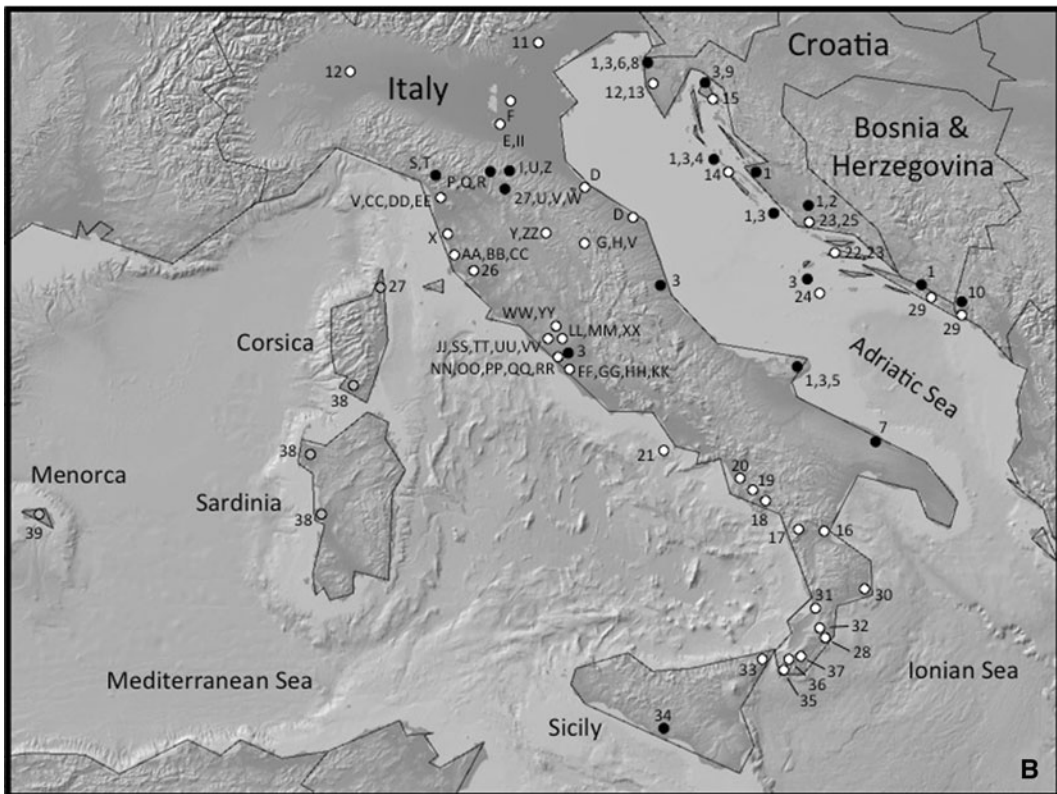 Croatia
11
1,3,6,8
12
Italy
12,13
3,9
15
F
E,II
Bosnia &
Herzegovina
S,T
P,Q,R
I,U,Z
D
1,3,4
14
1
V,CC,DD,EE
27,U,V,W
D
1,3
1,2
23,25
X
Y,ZZ
G,H,V
22,23
AA,BB,CC
26
27
3
3
24
1
29
10
29
WW,YY
LL,MM,XX
Corsica
JJ,SS,TT,UU,VV
3
NN,OO,PP,QQ,RR
FF,GG,HH,KK
38
1,3,5
Adriatic Sea
7
38
21
Menorca
20
19
Sardinia
18
39
38
17
16
31
30
32
28
33
37
36
35
Ionian Sea
Mediterranean Sea
34
Sicily
B